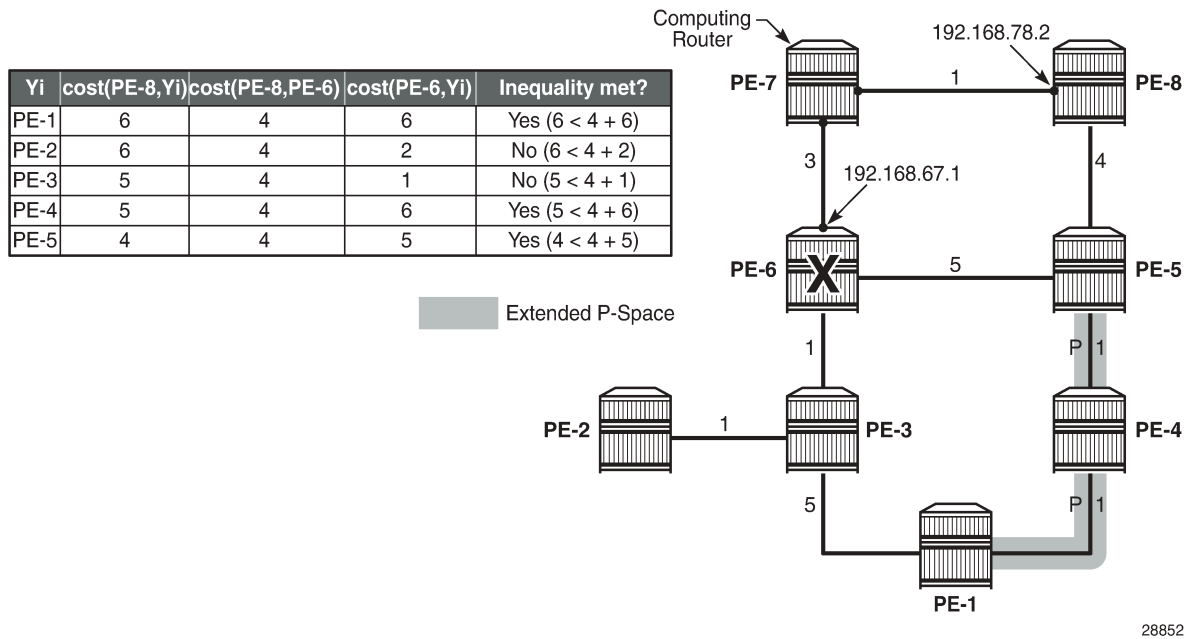 Computing
Router
192.168.78.2
PE-7
1
PE-8
Yi cost(PE-8,Yi) cost(PE-8,PE-6) cost(PE-6,Yi) Inequality met?
PE-1 6 4 6 Yes (6 < 4 + 6)
PE-2 6 4 2 No (6 < 4 + 2)
PE-3 5 4 1 No (5 < 4 + 1)
PE-4 5 4 6 Yes (5 < 4 + 6)
PE-5 4 4 5 Yes (4 < 4 + 5)
3
192.168.67.1
4
PE-6
X
5
PE-5
Extended P-Space
1
P 1
PE-2
1
PE-3
PE-4
5
P 1
PE-1
28852